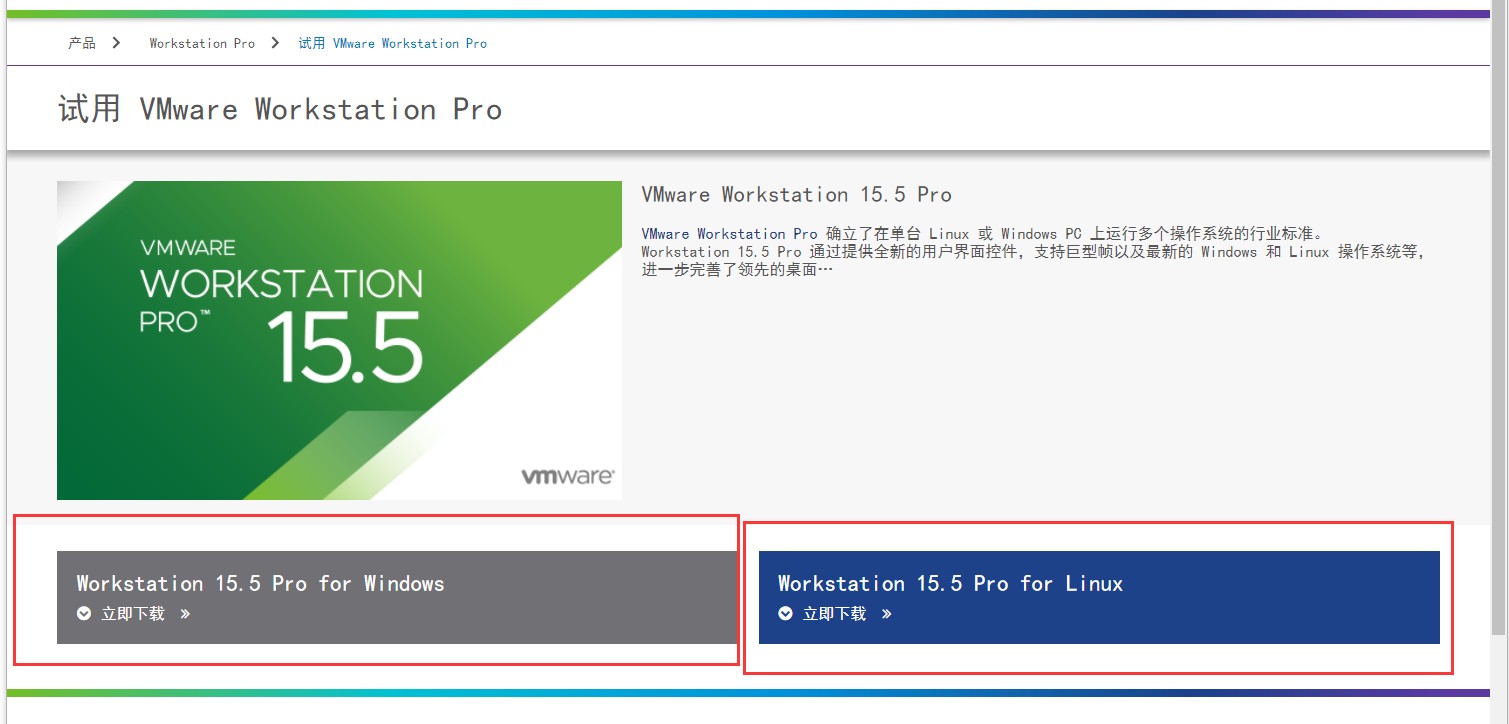 产品 Workstation Pro 试用 VMware Workstation Pro
试用 VMware Workstation Pro
VMWARE
WORKSTATION
PRO™ 15.5
vmware®
VMware Workstation 15.5 Pro
VMware Workstation Pro 确立了在单台 Linux 或 Windows PC 上运行多个操作系统的行业标准。
Workstation 15.5 Pro 通过提供全新的用户界面控件，支持巨型帧以及最新的 Windows 和 Linux 操作系统等，
进一步完善了领先的桌面…
Workstation 15.5 Pro for Windows
立即下载 »
Workstation 15.5 Pro for Linux
立即下载 »